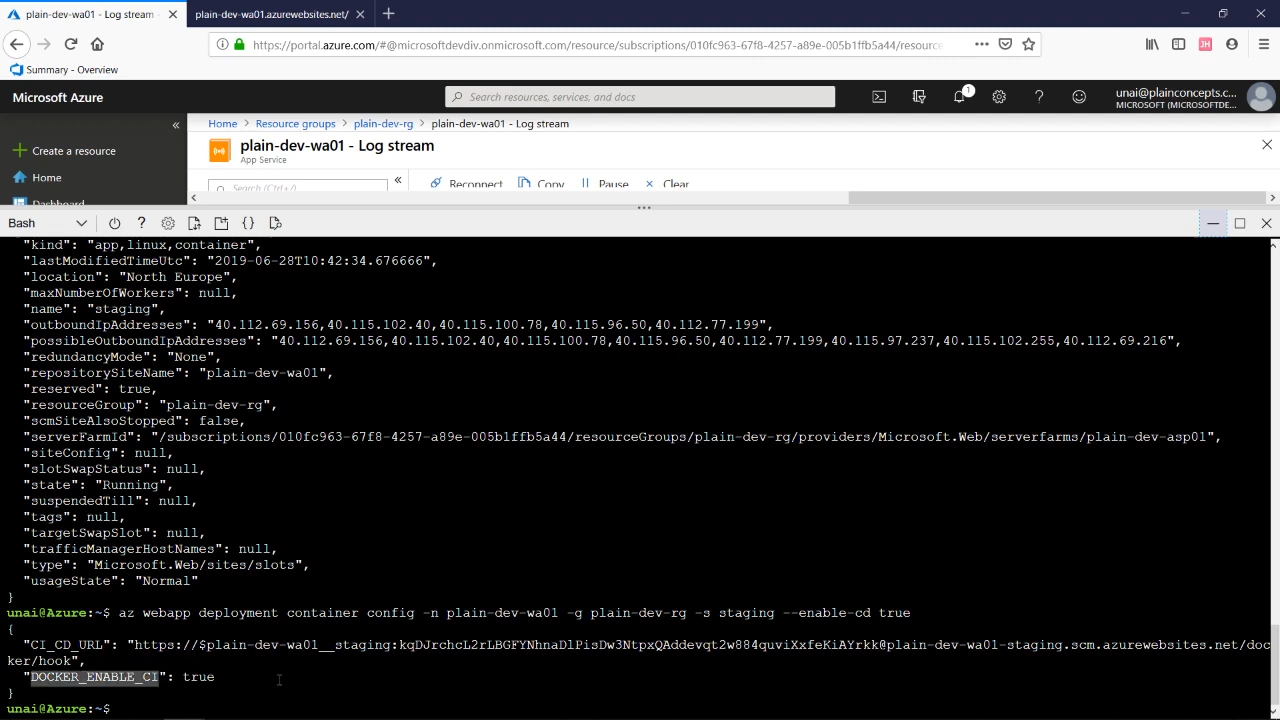 plain-dev-wa01 - Log stream
plain-dev-wa01.azurewebsites.net/
https://portal.azure.com/#@microsoftdevdiv.onmicrosoft.com/resource/subscriptions/010fc963-67f8-4257-a89e-005b1ffb5a44/resource
JH
Summary - Overview
Microsoft Azure
Search resources, services, and docs
1
unai@plainconcepts.c...
MICROSOFT (MICROSOFTDE...
Home > Resource groups > plain-dev-rg > plain-dev-wa01 - Log stream
Create a resource
plain-dev-wa01 - Log stream
App Service
Home
Search (Ctrl+/)
Reconnect Copy Pause Clear
Dashboard
Bash
"kind": "app,linux,container",
"lastModifiedTimeUtc": "2019-06-28T10:42:34.676666",
"location": "North Europe",
"maxNumberOfWorkers": null,
"name": "staging",
"outboundIpAddresses": "40.112.69.156,40.115.102.40,40.115.100.78,40.115.96.50,40.112.77.199",
"possibleOutboundIpAddresses": "40.112.69.156,40.115.102.40,40.115.100.78,40.115.96.50,40.112.77.199,40.115.97.237,40.115.102.255,40.112.69.216",
"redundancyMode": "None",
"repositorySiteName": "plain-dev-wa01",
"reserved": true,
"resourceGroup": "plain-dev-rg",
"scmSiteAlsoStopped": false,
"serverFarmId": "/subscriptions/010fc963-67f8-4257-a89e-005b1ffb5a44/resourceGroups/plain-dev-rg/providers/Microsoft.Web/serverfarms/plain-dev-asp01",
"siteConfig": null,
"slotSwapStatus": null,
"state": "Running",
"suspendedTill": null,
"tags": null,
"targetSwapSlot": null,
"trafficManagerHostNames": null,
"type": "Microsoft.Web/sites/slots",
"usageState": "Normal"
}
unai@Azure:~$ az webapp deployment container config -n plain-dev-wa01 -g plain-dev-rg -s staging --enable-cd true
{
"CI_CD_URL": "https://$plain-dev-wa01__staging:kqDJrchcL2rLBGFYNhnaDlPisDw3NtpxQAddevqt2w884quviXxfeKiAYrkk@plain-dev-wa01-staging.scm.azurewebsites.net/doc
ker/hook",
"DOCKER_ENABLE_CI": true
}
unai@Azure:~$